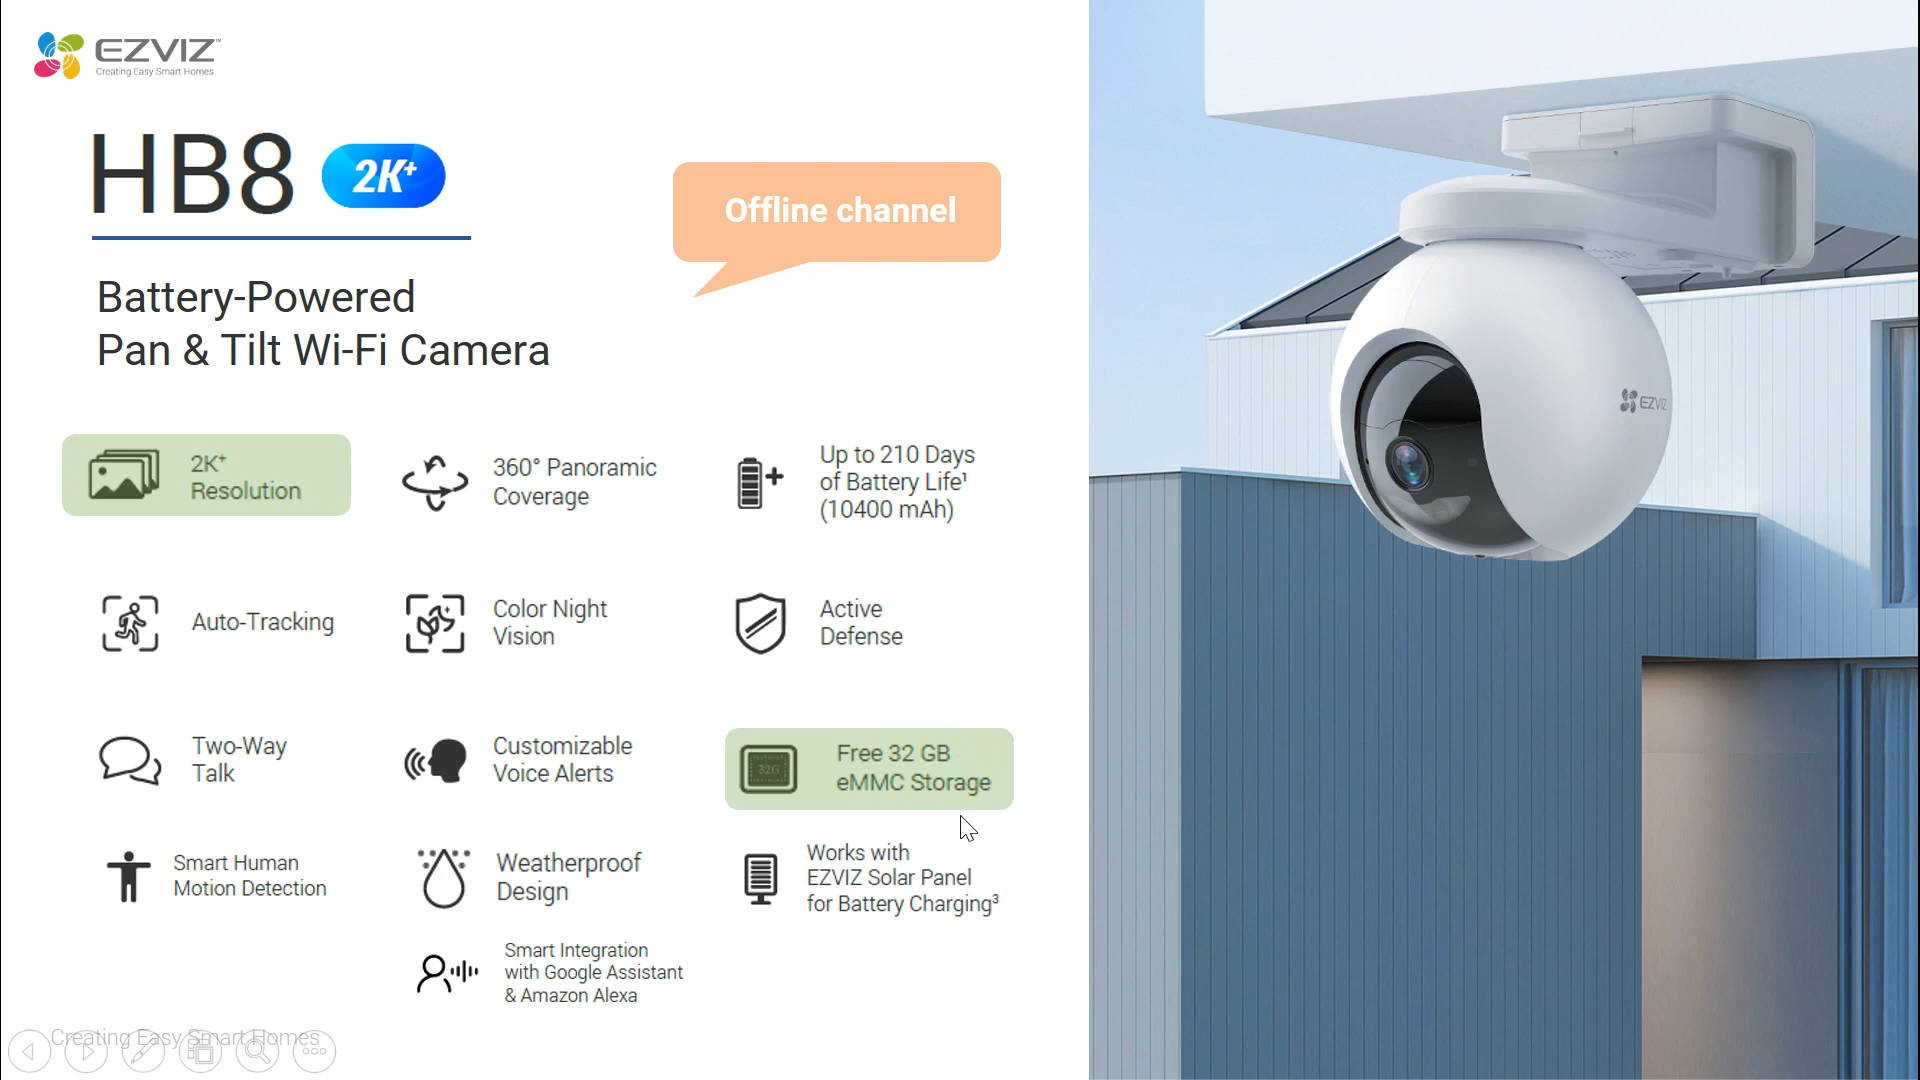 EZVIZ™
Creating Easy Smart Homes
HB8 2K⁺
Offline channel
Battery-Powered
Pan & Tilt Wi-Fi Camera
2K⁺
Resolution
360° Panoramic
Coverage
Up to 210 Days
of Battery Life¹
(10400 mAh)
Auto-Tracking
Color Night
Vision
Active
Defense
Two-Way
Talk
Customizable
Voice Alerts
32G
Free 32 GB
eMMC Storage
Smart Human
Motion Detection
Weatherproof
Design
Works with
EZVIZ Solar Panel
for Battery Charging³
Smart Integration
with Google Assistant
& Amazon Alexa
Creating Easy Smart Homes
EZVIZ